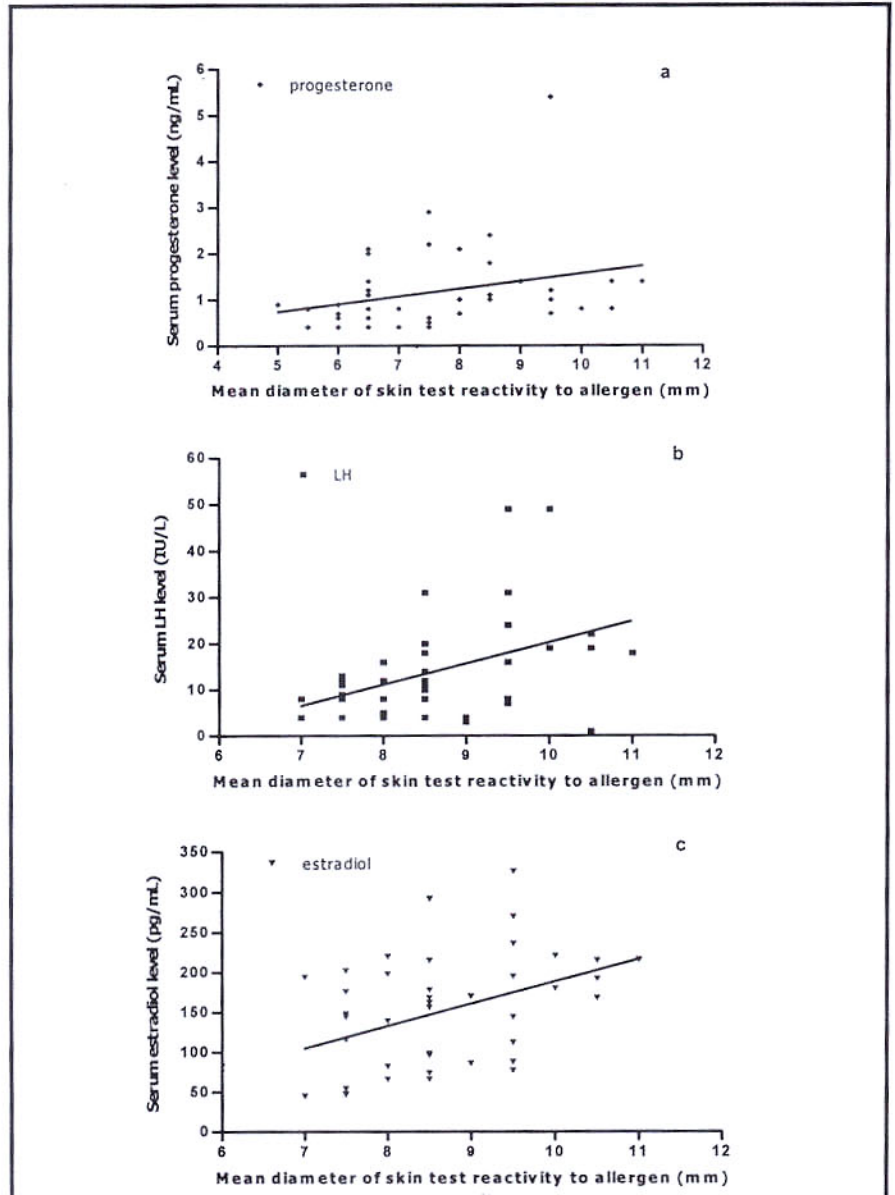 a
progesterone
Serum progesterone level (ng/mL)
6
5
4
3
2
1
0
4 5 6 7 8 9 10 11 12
Mean diameter of skin test reactivity to allergen (mm)
b
LH
Serum LH level (IU/L)
60
50
40
30
20
10
0
6 7 8 9 10 11 12
Mean diameter of skin test reactivity to allergen (mm)
c
estradiol
Serum estradiol level (pg/mL)
350
300
250
200
150
100
50
0
6 7 8 9 10 11 12
Mean diameter of skin test reactivity to allergen (mm)